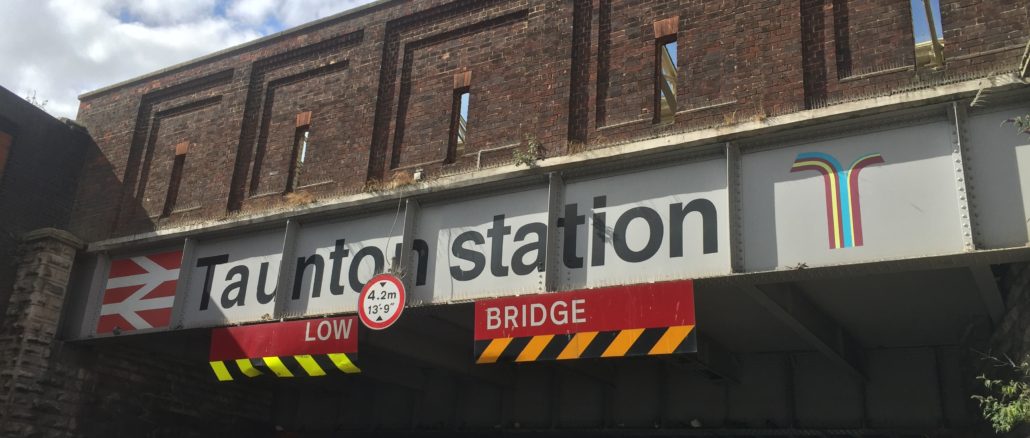 Taunton station
4.2m
13'-9"
LOW BRIDGE